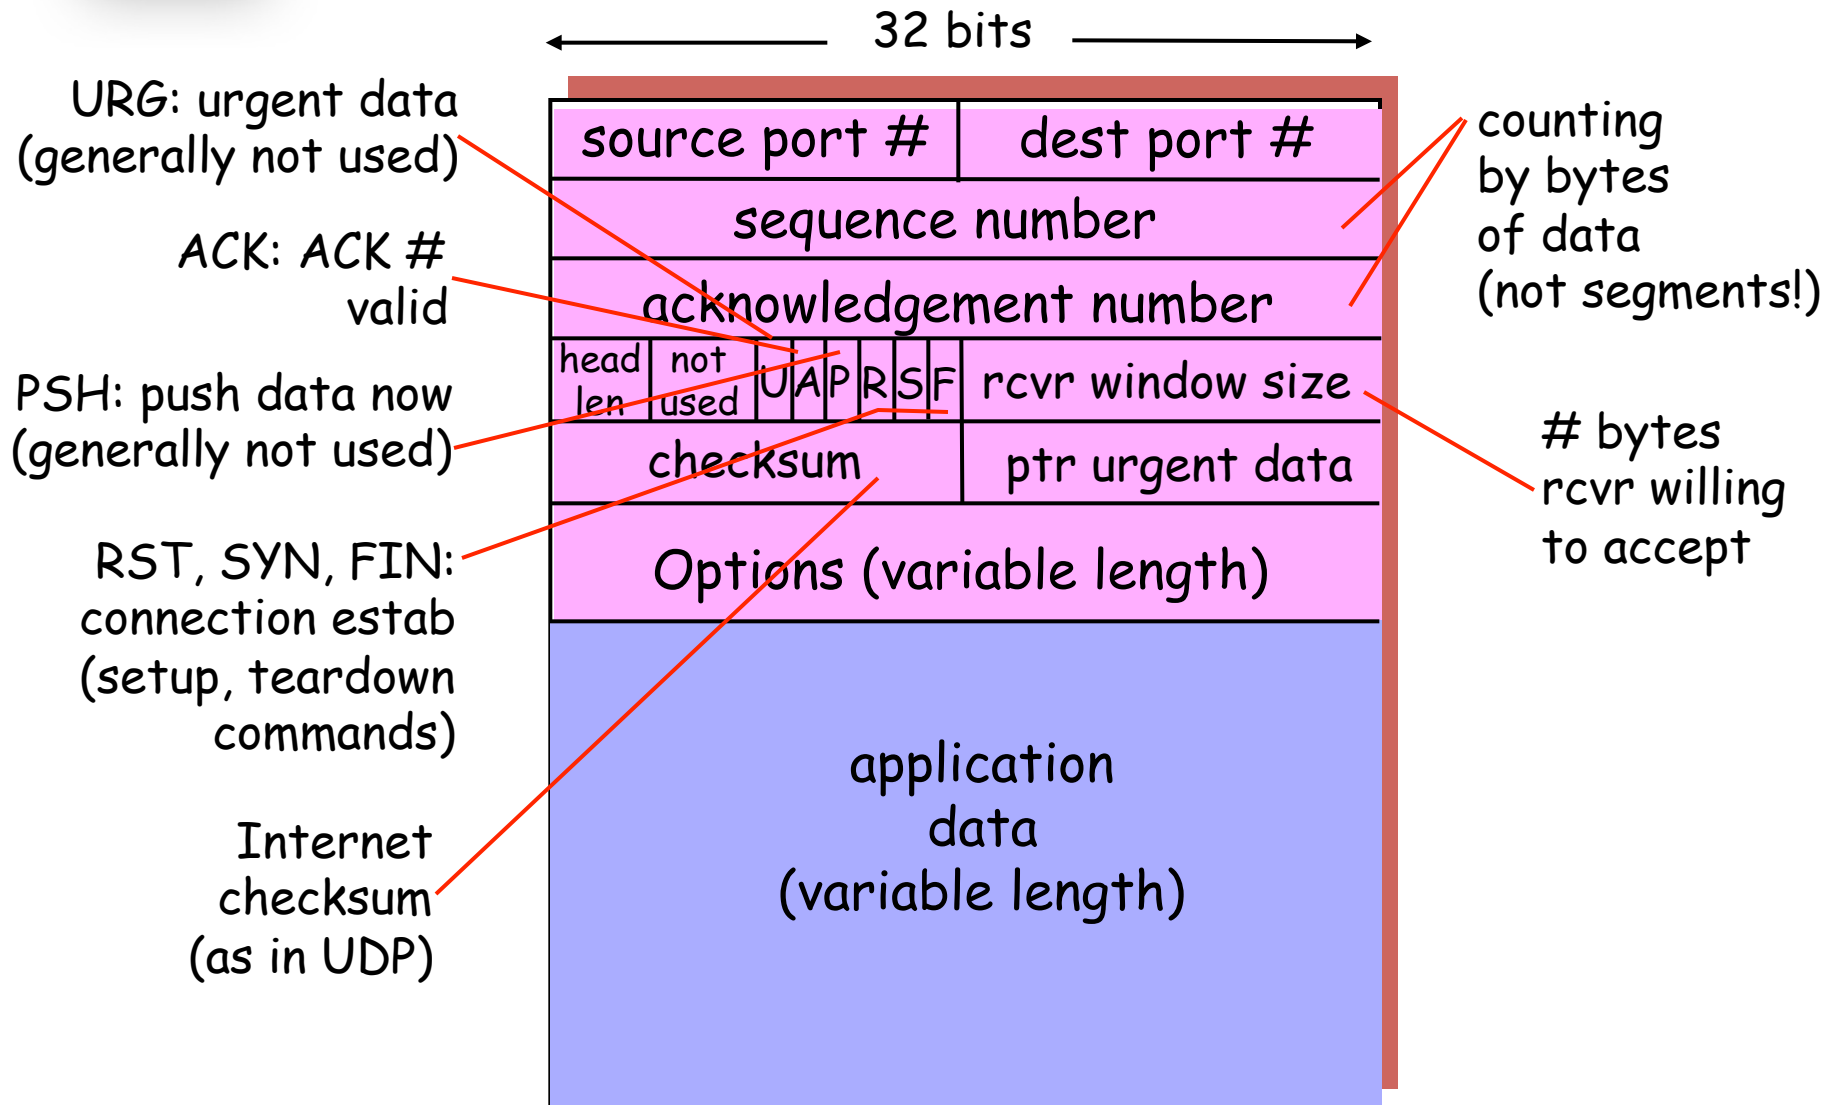 32 bits
URG: urgent data
(generally not used)
ACK: ACK #
valid
PSH: push data now
(generally not used)
RST, SYN, FIN:
connection estab
(setup, teardown
commands)
Internet
checksum
(as in UDP)
source port #
dest port #
sequence number
acknowledgement number
head
len
not
used
U
A
P
R
S
F
rcvr window size
checksum
ptr urgent data
Options (variable length)
application
data
(variable length)
counting
by bytes
of data
(not segments!)
# bytes
rcvr willing
to accept